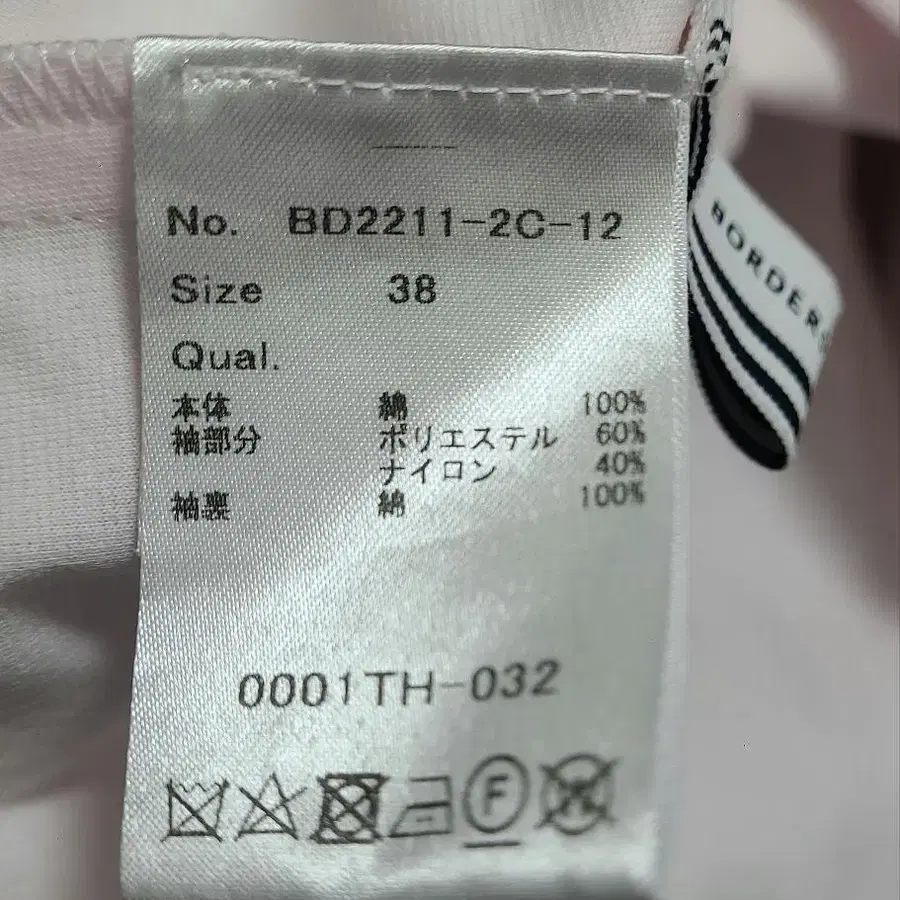 No. BD2211-2C-12
Size 38
Qual.
本体 綿 100%
袖部分 ポリエステル 60%
ナイロン 40%
袖裏 綿 100%
0001TH-032
F
BORDER